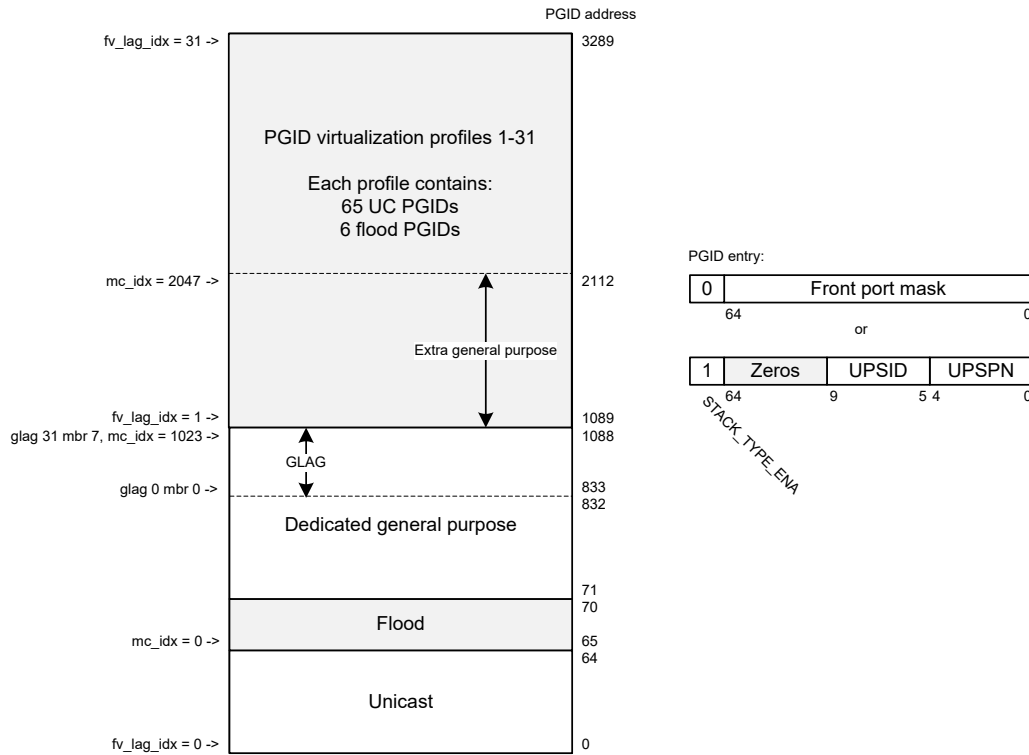 PGID address
fv_lag_idx = 31 ->
3289
PGID virtualization profiles 1-31
Each profile contains:
65 UC PGIDs
6 flood PGIDs
mc_idx = 2047 ->
2112
Extra general purpose
fv_lag_idx = 1 ->
1089
glag 31 mbr 7, mc_idx = 1023 ->
1088
GLAG
glag 0 mbr 0 ->
833
832
Dedicated general purpose
71
70
Flood
mc_idx = 0 ->
65
64
Unicast
fv_lag_idx = 0 ->
0
PGID entry:
0 Front port mask
64 0
or
1 Zeros UPSID UPSPN
64 9 5 4 0
STACK_TYPE_ENA